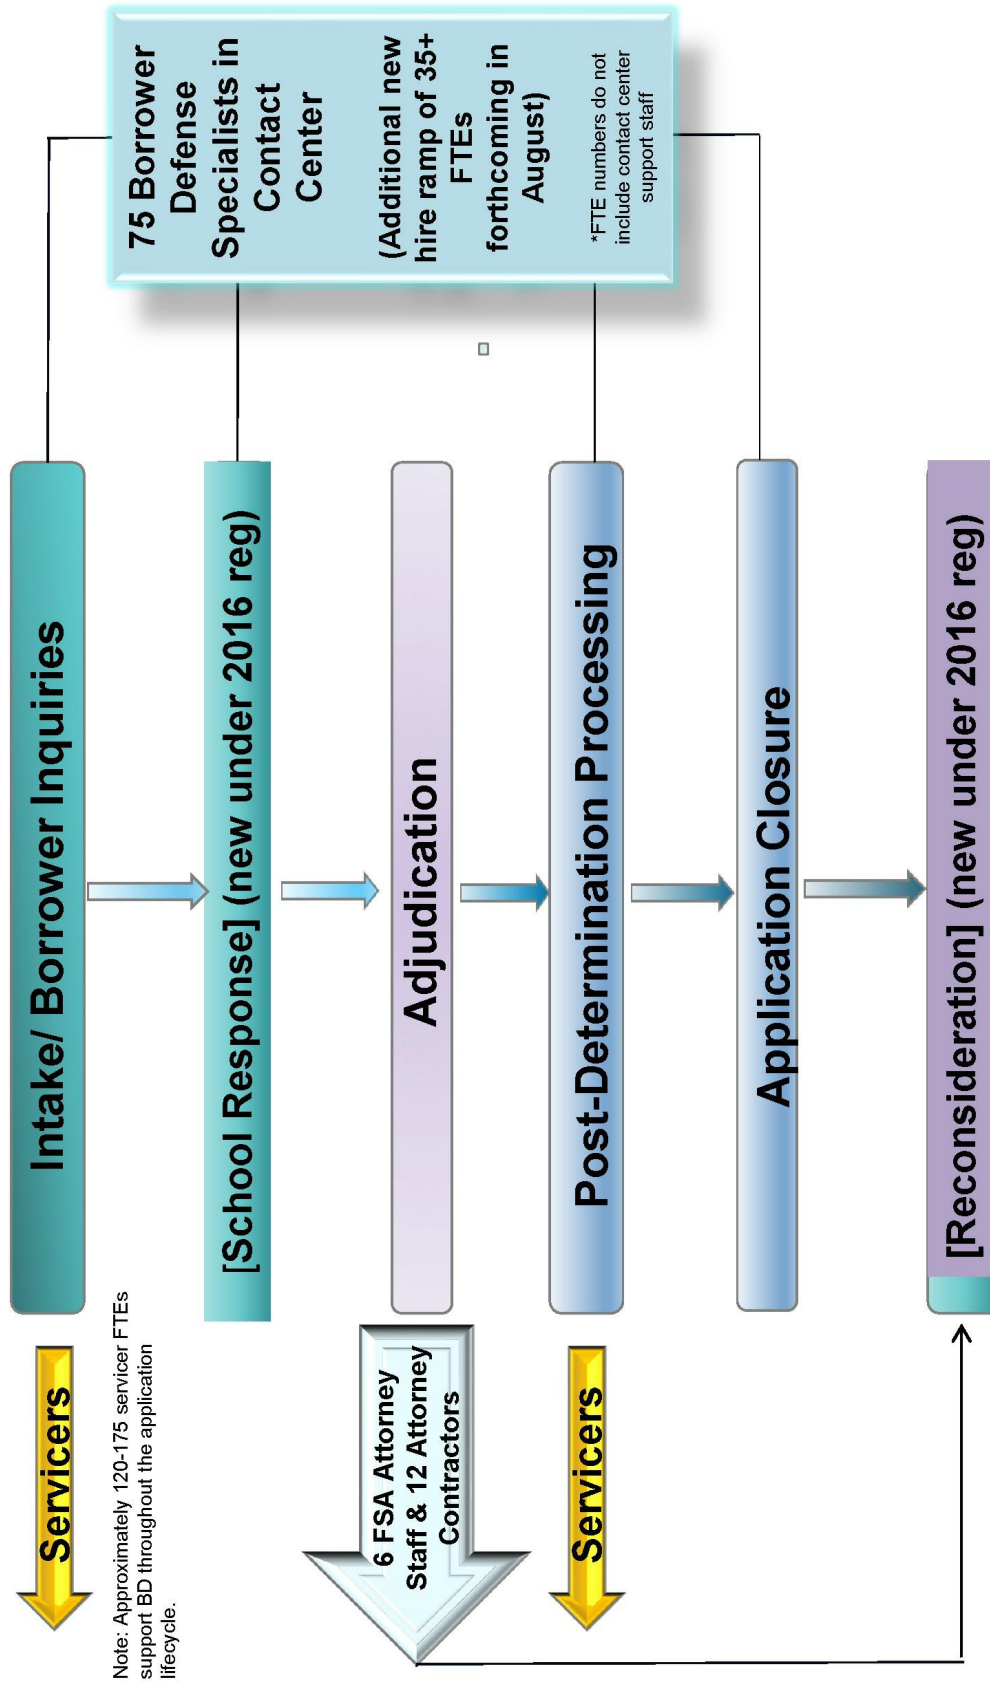 Intake/ Borrower Inquiries
[School Response] (new under 2016 reg)
Adjudication
Post-Determination Processing
Application Closure
[Reconsideration] (new under 2016 reg)
75 Borrower
Defense
Specialists in
Contact
Center
(Additional new
hire ramp of 35+
FTEs
forthcoming in
August)
*FTE numbers do not
include contact center
support staff
Servicers
Note: Approximately 120-175 servicer FTEs
support BD throughout the application
lifecycle.
6 FSA Attorney
Staff & 12 Attorney
Contractors
Servicers